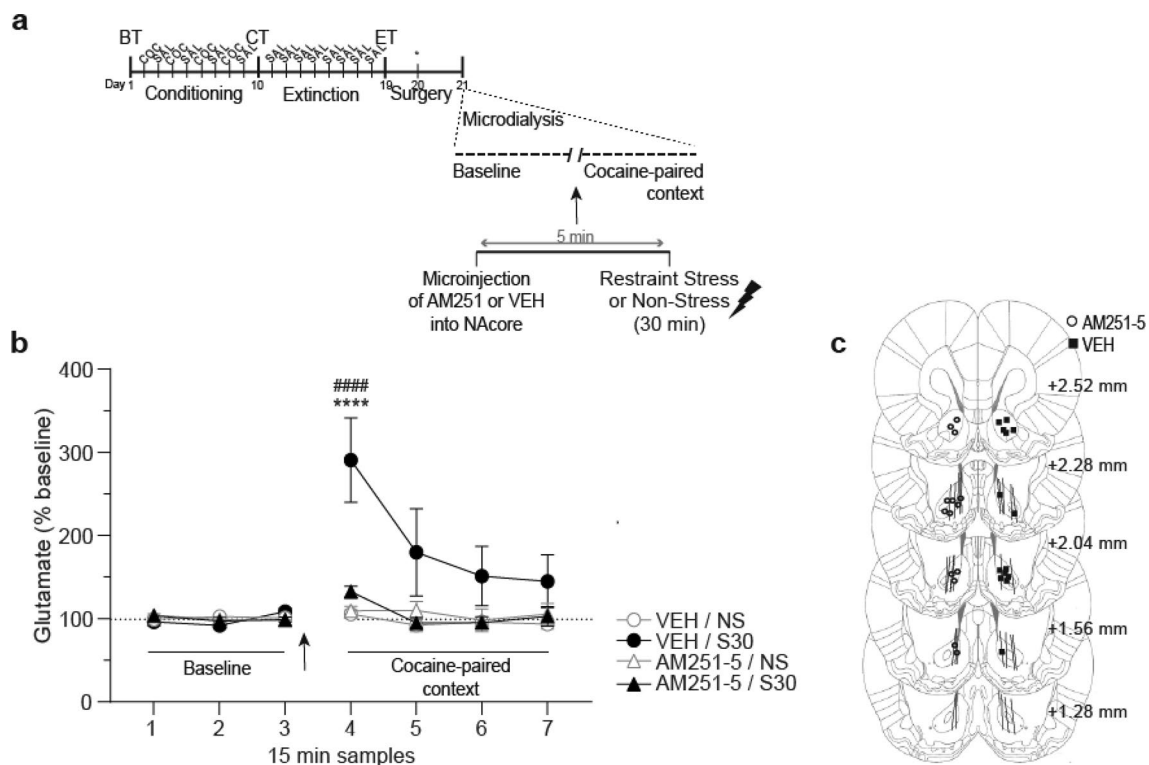 a
BT CT ET
COC SAL COC SAL COC SAL COC SAL SAL SAL SAL SAL SAL SAL SAL SAL
Day 1 10 19 20 21
Conditioning Extinction Surgery
Microdialysis
Baseline Cocaine-paired
context
5 min
Microinjection Restraint Stress
of AM251 or VEH or Non-Stress
into NAcore (30 min)
b
400
300
200
100
0
Glutamate (% baseline)
####
****
Baseline Cocaine-paired
context
1 2 3 4 5 6 7
15 min samples
VEH / NS
VEH / S30
AM251-5 / NS
AM251-5 / S30
c
AM251-5
VEH
+2.52 mm
+2.28 mm
+2.04 mm
+1.56 mm
+1.28 mm